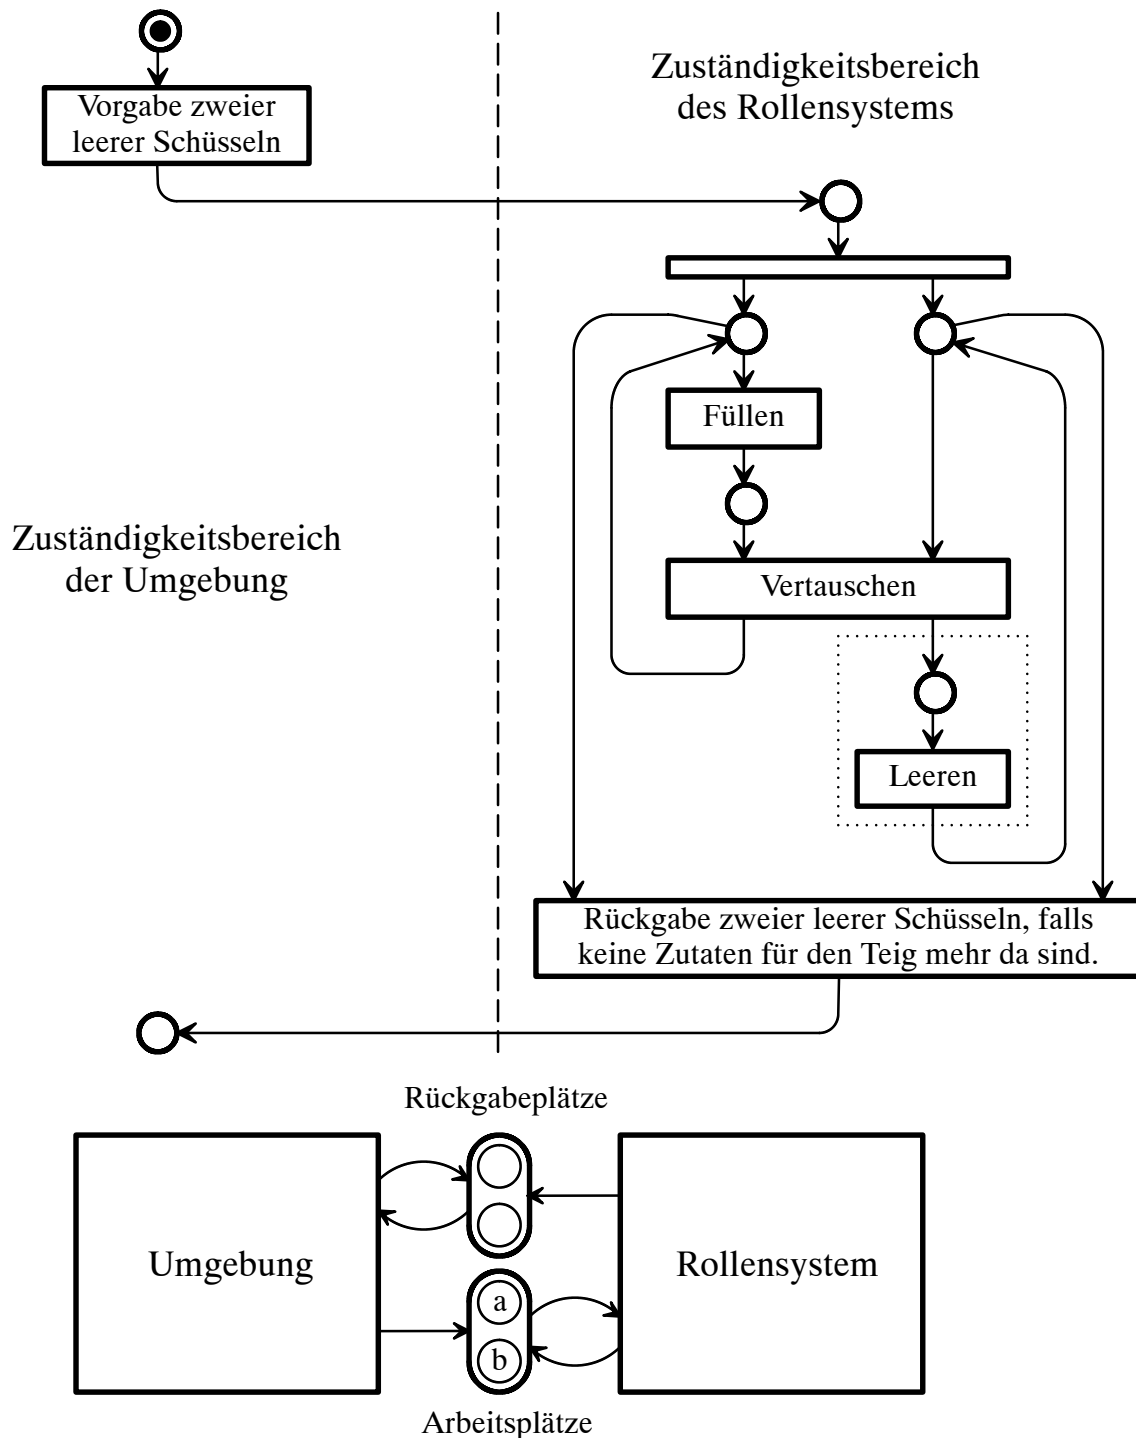 Zuständigkeitsbereich
des Rollensystems
Vorgabe zweier
leerer Schüsseln
Füllen
Zuständigkeitsbereich
der Umgebung
Vertauschen
Leeren
Rückgabe zweier leerer Schüsseln, falls
keine Zutaten für den Teig mehr da sind.
Rückgabeplätze
Umgebung
Rollensystem
a
b
Arbeitsplätze